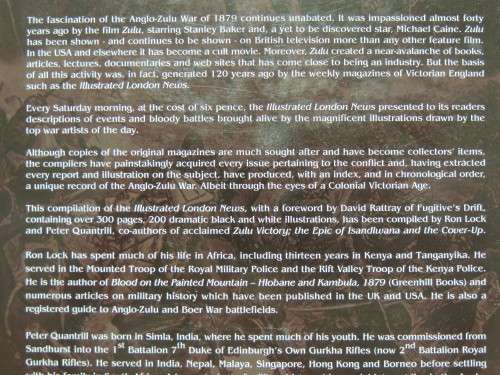 The fascination of the Anglo-Zulu War of 1879 continues unabated. It was impassioned almost forty
years ago by the film Zulu, starring Stanley Baker and, a yet to be discovered star, Michael Caine. Zulu
has been shown - and continues to be shown - on British television more than any other feature film.
In the USA and elsewhere it has become a cult movie. Moreover, Zulu created a near-avalanche of books,
articles, lectures, documentaries and web sites that has come close to being an industry. But the basis
of all this activity was, in fact, generated 120 years ago by the weekly magazines of Victorian England
such as the Illustrated London News.
Every Saturday morning, at the cost of six pence, the Illustrated London News presented to its readers
descriptions of events and bloody battles brought alive by the magnificent illustrations drawn by the
top war artists of the day.
Although copies of the original magazines are much sought after and have become collectors' items,
the compilers have painstakingly acquired every issue pertaining to the conflict and, having extracted
every report and illustration on the subject, have produced, with an index, and in chronological order,
a unique record of the Anglo-Zulu War. Albeit through the eyes of a Colonial Victorian Age.
This compilation of the Illustrated London News, with a foreword by David Rattray of Fugitive's Drift,
containing over 300 pages, 200 dramatic black and white illustrations, has been compiled by Ron Lock
and Peter Quantrill, co-authors of acclaimed Zulu Victory; the Epic of Isandlwana and the Cover-Up.
Ron Lock has spent much of his life in Africa, including thirteen years in Kenya and Tanganyika. He
served in the Mounted Troop of the Royal Military Police and the Rift Valley Troop of the Kenya Police.
He is the author of Blood on the Painted Mountain – Hlobane and Kambula, 1879 (Greenhill Books) and
numerous articles on military history which have been published in the UK and USA. He is also a
registered guide to Anglo-Zulu and Boer War battlefields.
Peter Quantrill was born in Simla, India, where he spent much of his youth. He was commissioned from
Sandhurst into the 1st Battalion 7th Duke of Edinburgh's Own Gurkha Rifles (now 2nd Battalion Royal
Gurkha Rifles). He served in India, Nepal, Malaya, Singapore, Hong Kong and Borneo before settling